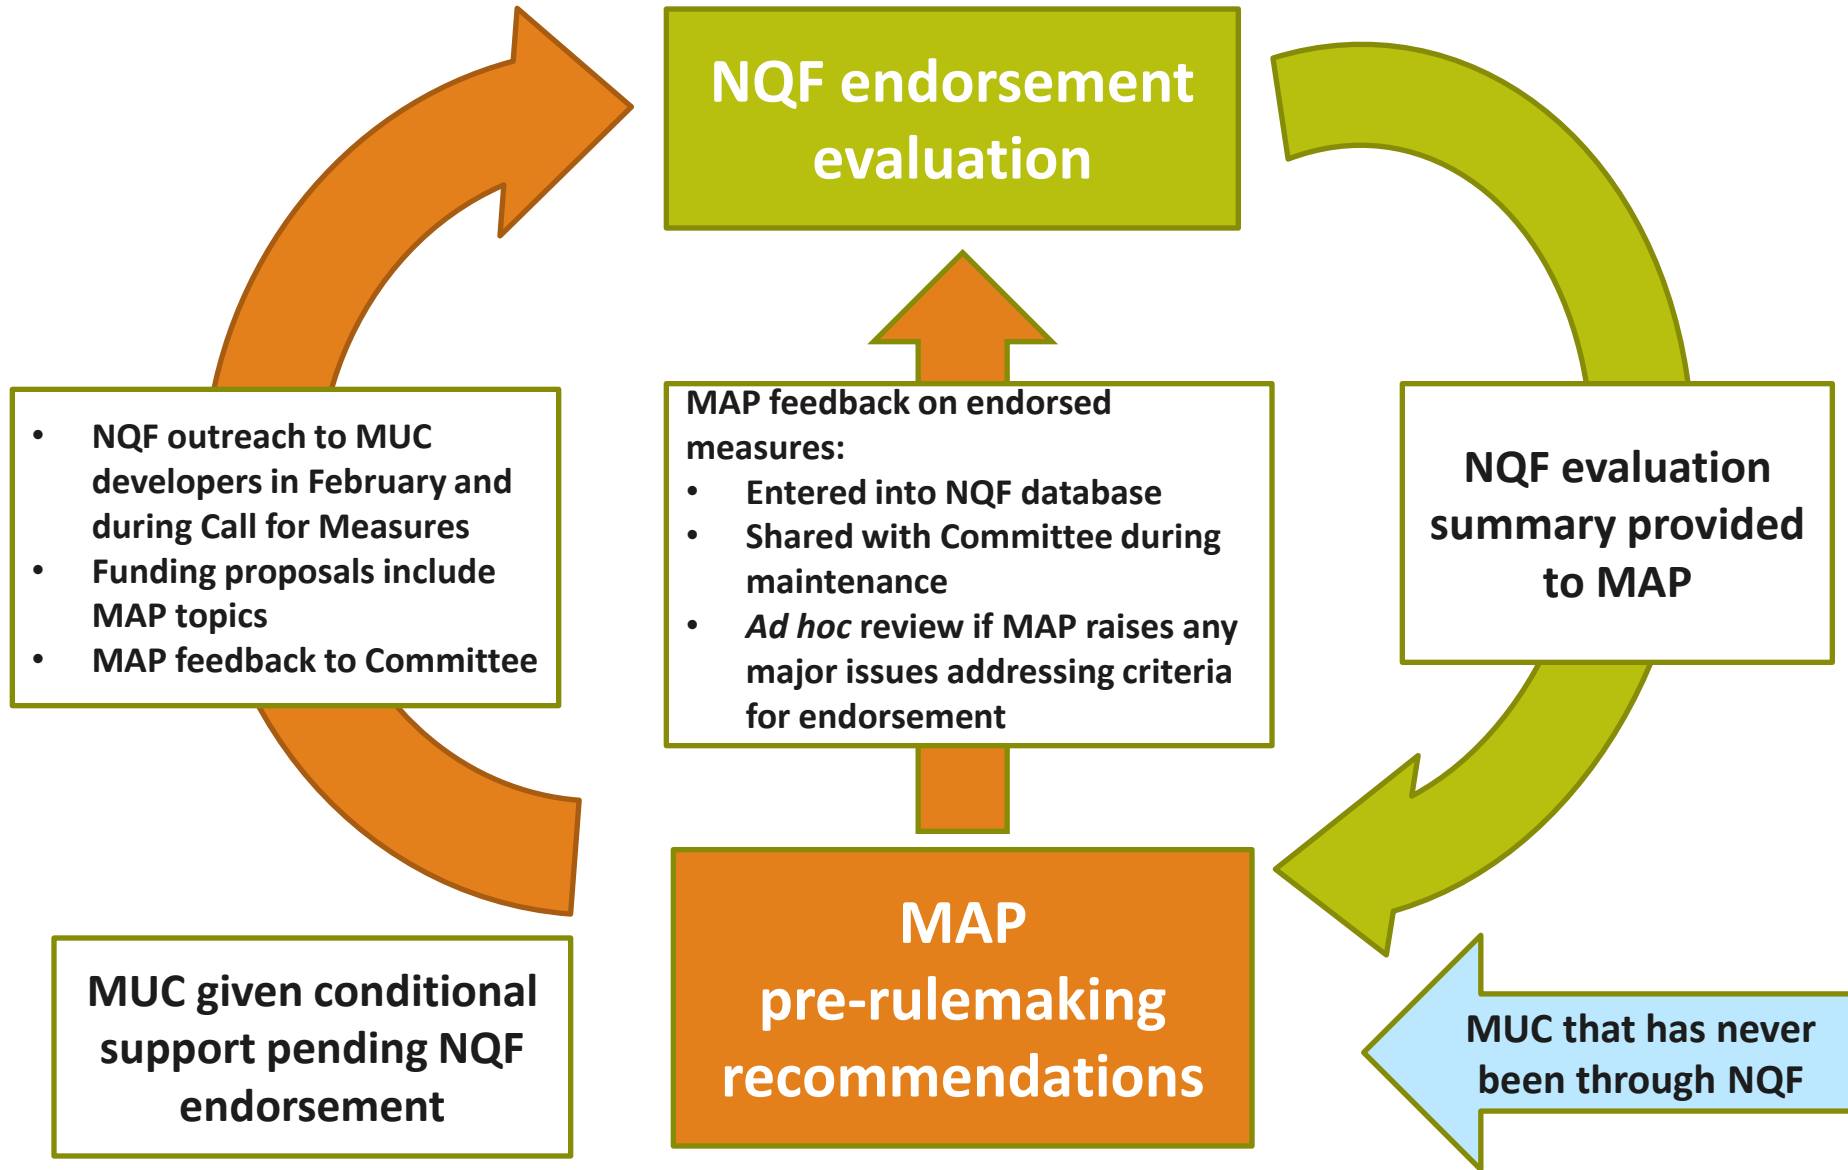 NQF endorsement
evaluation
• NQF outreach to MUC
developers in February and
during Call for Measures
• Funding proposals include
MAP topics
• MAP feedback to Committee
MAP feedback on endorsed
measures:
• Entered into NQF database
• Shared with Committee during
maintenance
• Ad hoc review if MAP raises any
major issues addressing criteria
for endorsement
NQF evaluation
summary provided
to MAP
MUC given conditional
support pending NQF
endorsement
MAP
pre-rulemaking
recommendations
MUC that has never
been through NQF